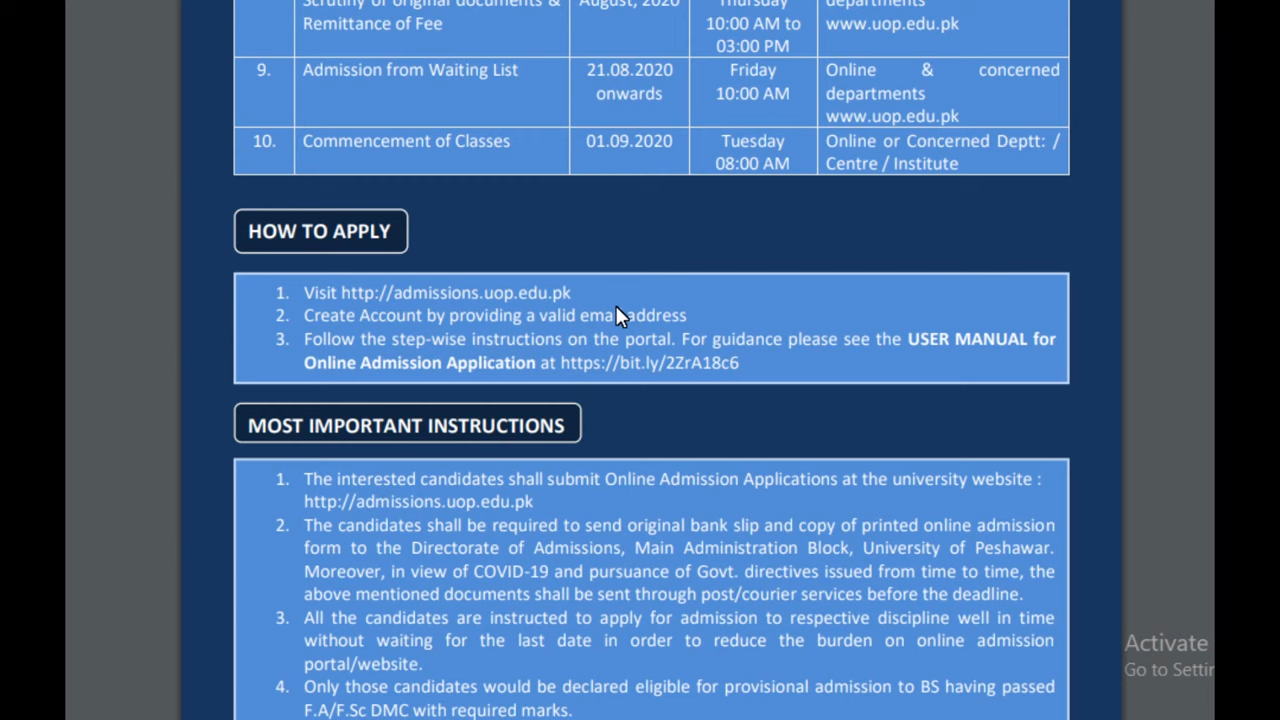 Scrutiny of original documents & August, 2020 Thursday departments
Remittance of Fee 10:00 AM to www.uop.edu.pk
03:00 PM
9. Admission from Waiting List 21.08.2020 Friday Online & concerned
onwards 10:00 AM departments
www.uop.edu.pk
10. Commencement of Classes 01.09.2020 Tuesday Online or Concerned Deptt: /
08:00 AM Centre / Institute
HOW TO APPLY
1. Visit http://admissions.uop.edu.pk
2. Create Account by providing a valid email address
3. Follow the step-wise instructions on the portal. For guidance please see the USER MANUAL for
Online Admission Application at https://bit.ly/2ZrA18c6
MOST IMPORTANT INSTRUCTIONS
1. The interested candidates shall submit Online Admission Applications at the university website :
http://admissions.uop.edu.pk
2. The candidates shall be required to send original bank slip and copy of printed online admission
form to the Directorate of Admissions, Main Administration Block, University of Peshawar.
Moreover, in view of COVID-19 and pursuance of Govt. directives issued from time to time, the
above mentioned documents shall be sent through post/courier services before the deadline.
3. All the candidates are instructed to apply for admission to respective discipline well in time
without waiting for the last date in order to reduce the burden on online admission
portal/website.
4. Only those candidates would be declared eligible for provisional admission to BS having passed
F.A/F.Sc DMC with required marks.
Activate
Go to Settin